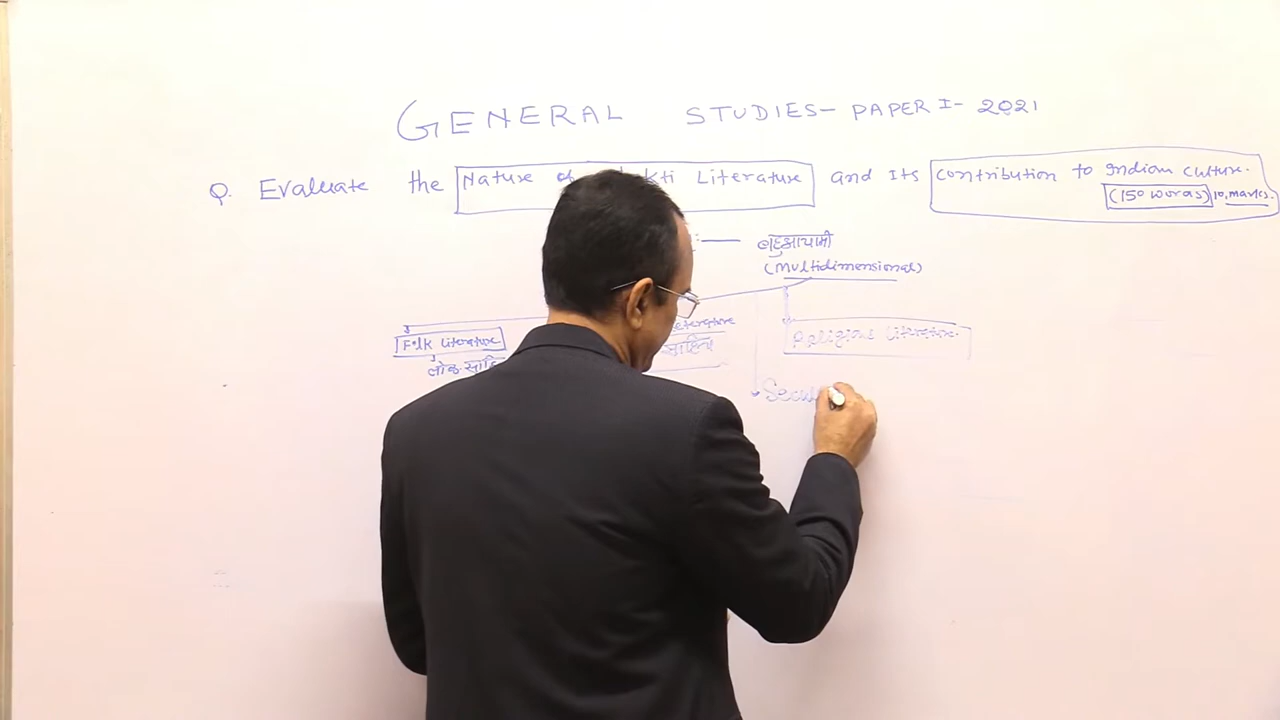 GENERAL STUDIES- PAPER I- 2021
Q. Evaluate the Nature of kti Literature and Its Contribution to Indian Culture.
(150 words) 10, marks.
:— बहुआयामी
(Multidimensional)
Folk Literature Religious Literature.
लोक साहि साहित्य
Secu